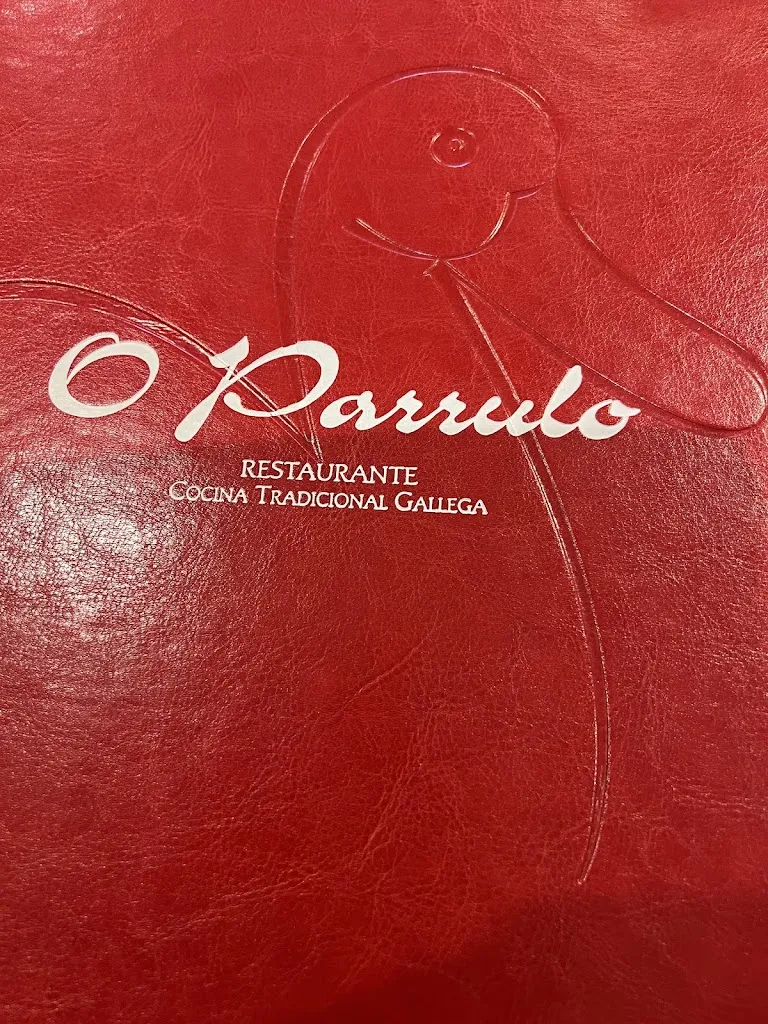 O Parrulo
RESTAURANTE
COCINA TRADICIONAL GALLEGA